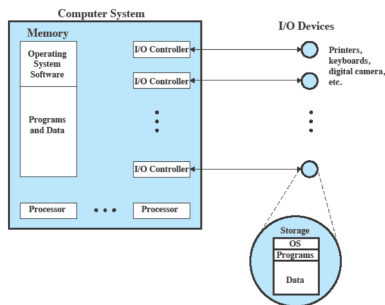 Computer System
I/O Devices
Memory
Operating
System
Software
Programs
and Data
I/O Controller
I/O Controller
I/O Controller
Printers,
keyboards,
digital camera,
etc.
Processor
Processor
Storage
OS
Programs
Data